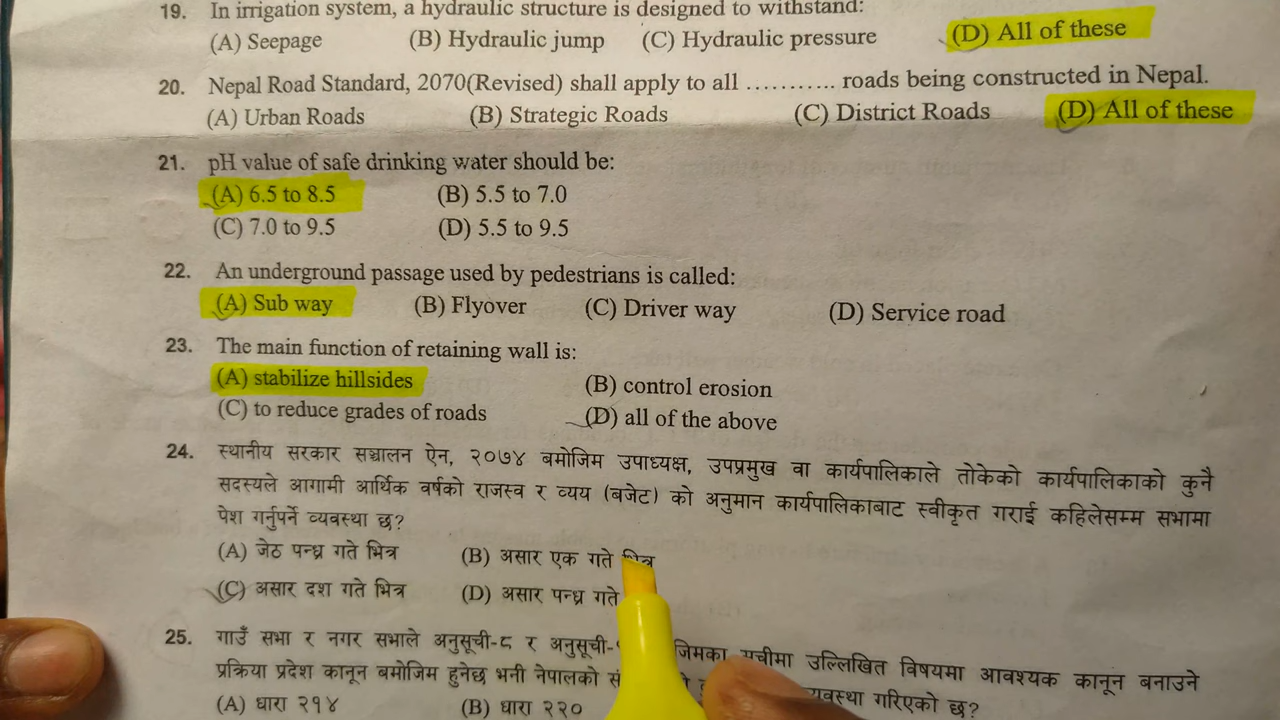 19. In irrigation system, a hydraulic structure is designed to withstand:
(A) Seepage (B) Hydraulic jump (C) Hydraulic pressure (D) All of these
20. Nepal Road Standard, 2070(Revised) shall apply to all ........... roads being constructed in Nepal.
(A) Urban Roads (B) Strategic Roads (C) District Roads (D) All of these
21. pH value of safe drinking water should be:
(A) 6.5 to 8.5 (B) 5.5 to 7.0
(C) 7.0 to 9.5 (D) 5.5 to 9.5
22. An underground passage used by pedestrians is called:
(A) Sub way (B) Flyover (C) Driver way (D) Service road
23. The main function of retaining wall is:
(A) stabilize hillsides (B) control erosion
(C) to reduce grades of roads (D) all of the above
24. स्थानीय सरकार सञ्चालन ऐन, २०७४ बमोजिम उपाध्यक्ष, उपप्रमुख वा कार्यपालिकाले तोकेको कार्यपालिकाको कुनै
सदस्यले आगामी आर्थिक वर्षको राजस्व र व्यय (बजेट) को अनुमान कार्यपालिकाबाट स्वीकृत गराई कहिलेसम्म सभामा
पेश गर्नुपर्ने व्यवस्था छ?
(A) जेठ पन्ध्र गते भित्र (B) असार एक गते भित्र
(C) असार दश गते भित्र (D) असार पन्ध्र गते
25. गाउँ सभा र नगर सभाले अनुसूची-८ र अनुसूची- सूचीमा उल्लिखित विषयमा आवश्यक कानून बनाउने
प्रक्रिया प्रदेश कानून बमोजिम हुनेछ भनी नेपालको गरिएको छ?
(A) धारा २१४ (B) धारा २२०